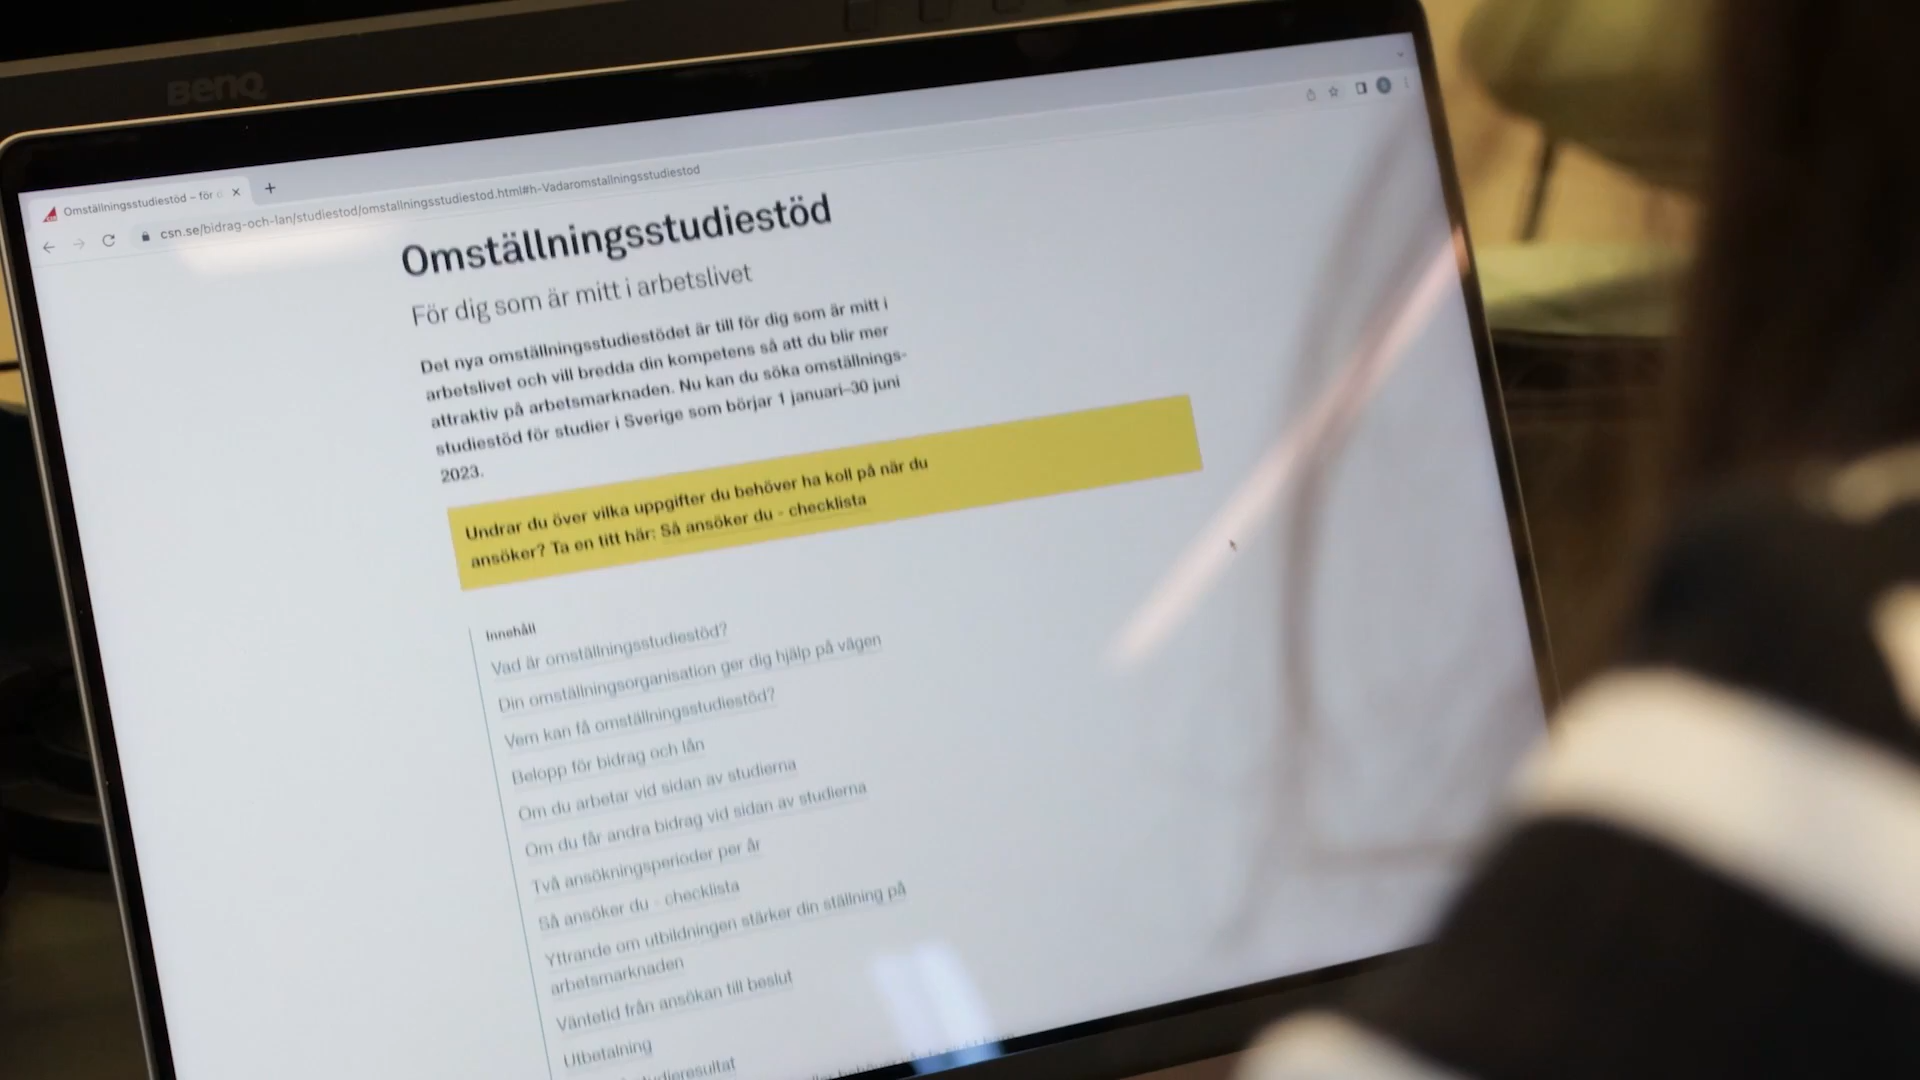 BenQ
Omställningsstudiestöd – för
csn.se/bidrag-och-lan/studiestod/omstallningsstudiestod.html#h-Vadaromstallningsstudiestod
Omställningsstudiestöd
För dig som är mitt i arbetslivet
Det nya omställningsstudiestödet är till för dig som är mitt i
arbetslivet och vill bredda din kompetens så att du blir mer
attraktiv på arbetsmarknaden. Nu kan du söka omställnings-
studiestöd för studier i Sverige som börjar 1 januari–30 juni
2023.
Undrar du över vilka uppgifter du behöver ha koll på när du
ansöker? Ta en titt här: Så ansöker du - checklista
Innehåll
Vad är omställningsstudiestöd?
Din omställningsorganisation ger dig hjälp på vägen
Vem kan få omställningsstudiestöd?
Belopp för bidrag och lån
Om du arbetar vid sidan av studierna
Om du får andra bidrag vid sidan av studierna
Två ansökningsperioder per år
Så ansöker du - checklista
Yttrande om utbildningen stärker din ställning på
arbetsmarknaden
Väntetid från ansökan till beslut
Utbetalning